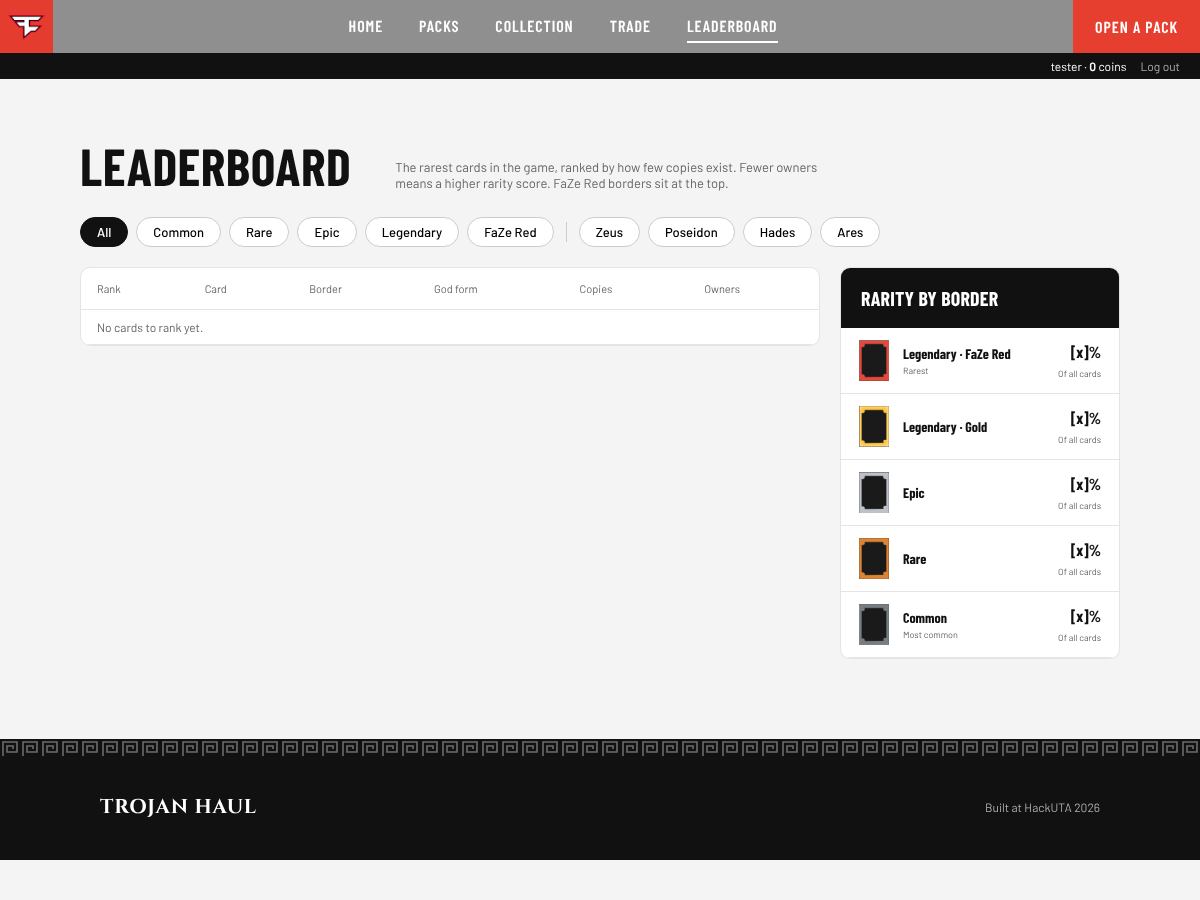 HOME PACKS COLLECTION TRADE LEADERBOARD OPEN A PACK
tester · 0 coins Log out
LEADERBOARD
The rarest cards in the game, ranked by how few copies exist. Fewer owners
means a higher rarity score. FaZe Red borders sit at the top.
All Common Rare Epic Legendary FaZe Red Zeus Poseidon Hades Ares
Rank Card Border God form Copies Owners
No cards to rank yet.
RARITY BY BORDER
Legendary · FaZe Red [x]%
Rarest Of all cards
Legendary · Gold [x]%
Of all cards
Epic [x]%
Of all cards
Rare [x]%
Of all cards
Common [x]%
Most common Of all cards
TROJAN HAUL Built at HackUTA 2026